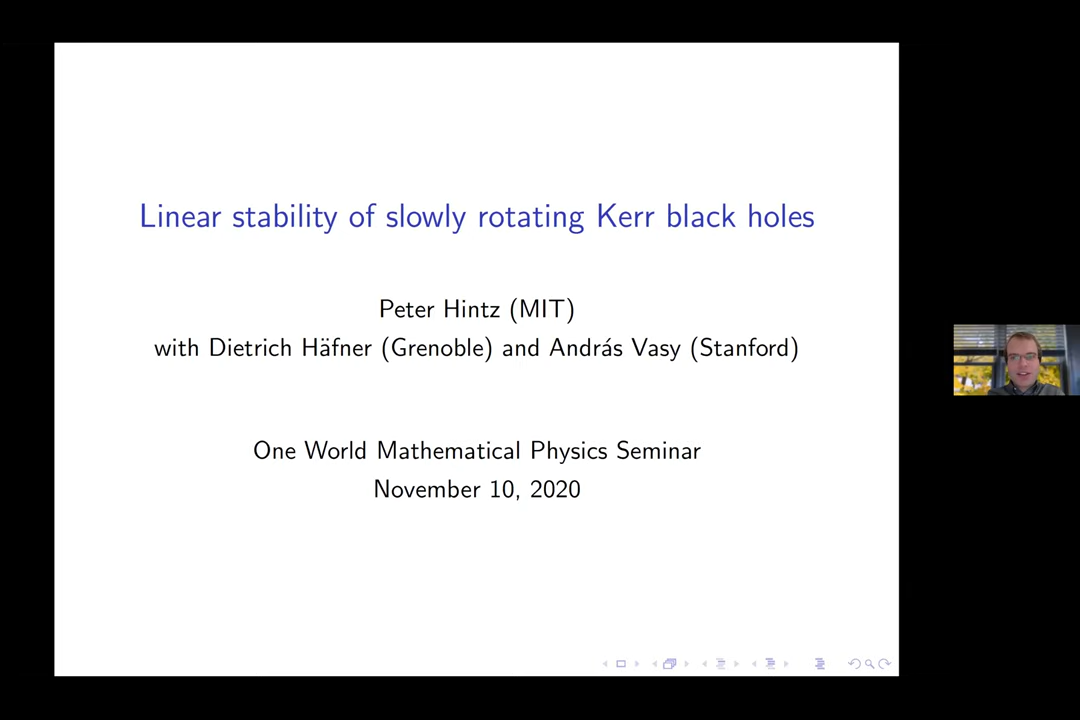 Linear stability of slowly rotating Kerr black holes
Peter Hintz (MIT)
with Dietrich Häfner (Grenoble) and András Vasy (Stanford)
One World Mathematical Physics Seminar
November 10, 2020